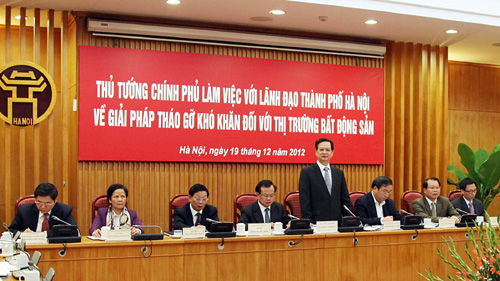 HANOI
THỦ TƯỚNG CHÍNH PHỦ LÀM VIỆC VỚI LÃNH ĐẠO THÀNH PHỐ HÀ NỘI
VỀ GIẢI PHÁP THÁO GỠ KHÓ KHĂN ĐỐI VỚI THỊ TRƯỜNG BẤT ĐỘNG SẢN
Hà Nội, ngày 19 tháng 12 năm 2012